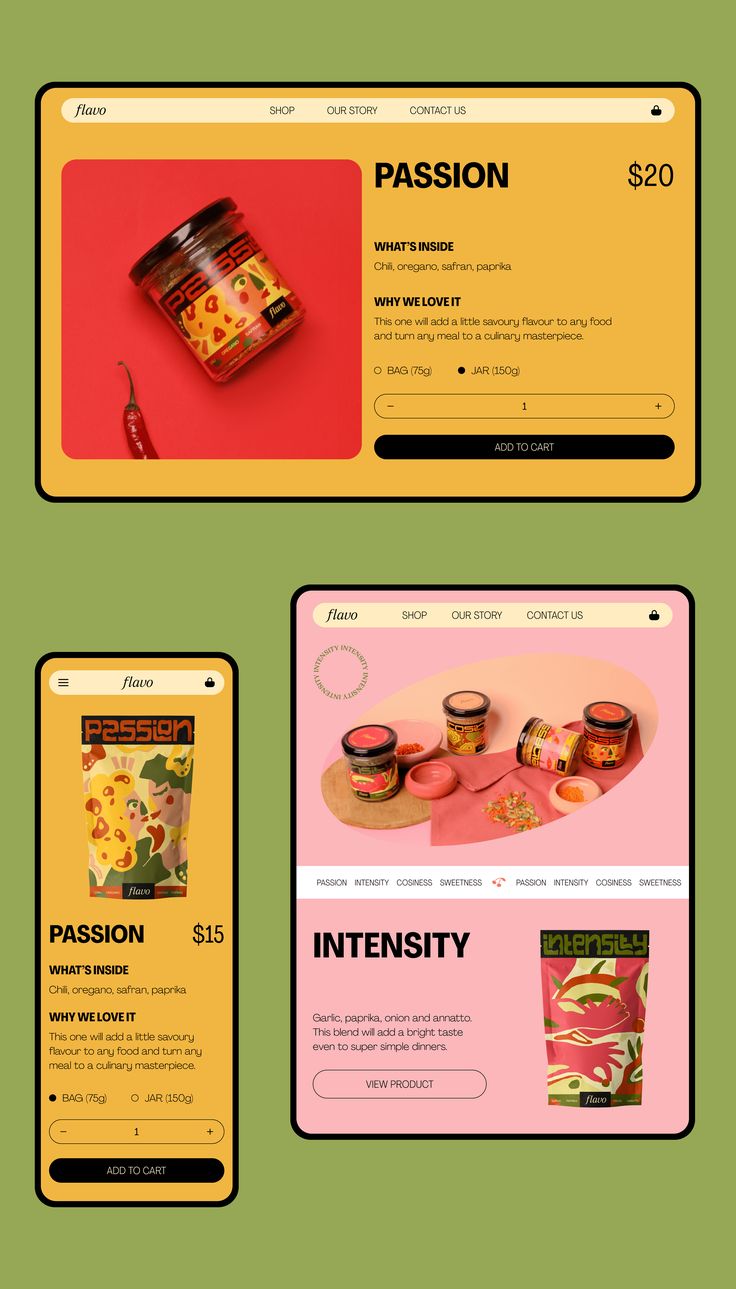 flavo
SHOP OUR STORY CONTACT US
PASSION
flavo
OREGANO
PASSION $20
WHAT'S INSIDE
Chili, oregano, safran, paprika
WHY WE LOVE IT
This one will add a little savoury flavour to any food
and turn any meal to a culinary masterpiece.
BAG (75g) JAR (150g)
− 1 +
ADD TO CART
flavo
SHOP OUR STORY CONTACT US
INTENSITY INTENSITY INTENSITY INTENSITY
PASSION INTENSITY COSINESS SWEETNESS PASSION INTENSITY COSINESS SWEETNESS
INTENSITY
Garlic, paprika, onion and annatto.
This blend will add a bright taste
even to super simple dinners.
VIEW PRODUCT
intensity
flavo
flavo
passion
flavo
PASSION $15
WHAT'S INSIDE
Chili, oregano, safran, paprika
WHY WE LOVE IT
This one will add a little savoury
flavour to any food and turn any
meal to a culinary masterpiece.
BAG (75g) JAR (150g)
− 1 +
ADD TO CART